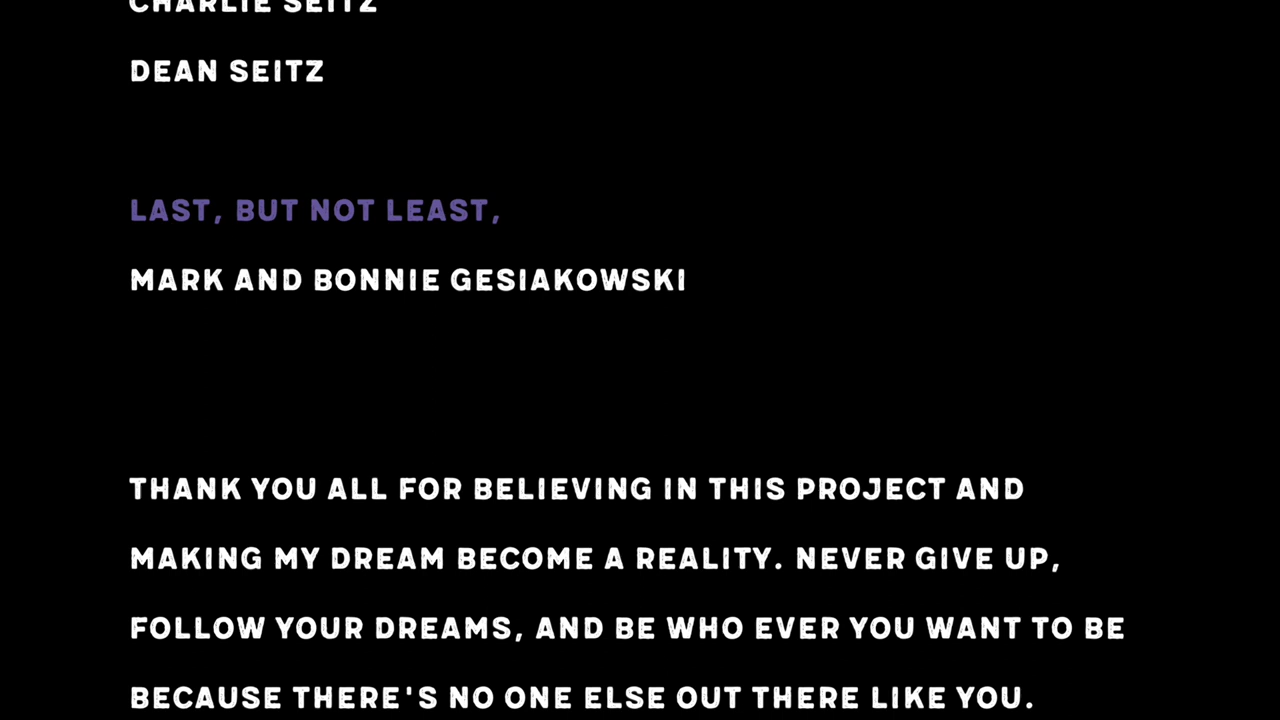 CHARLIE SEITZ
DEAN SEITZ
LAST, BUT NOT LEAST,
MARK AND BONNIE GESIAKOWSKI
THANK YOU ALL FOR BELIEVING IN THIS PROJECT AND
MAKING MY DREAM BECOME A REALITY. NEVER GIVE UP,
FOLLOW YOUR DREAMS, AND BE WHO EVER YOU WANT TO BE
BECAUSE THERE'S NO ONE ELSE OUT THERE LIKE YOU.